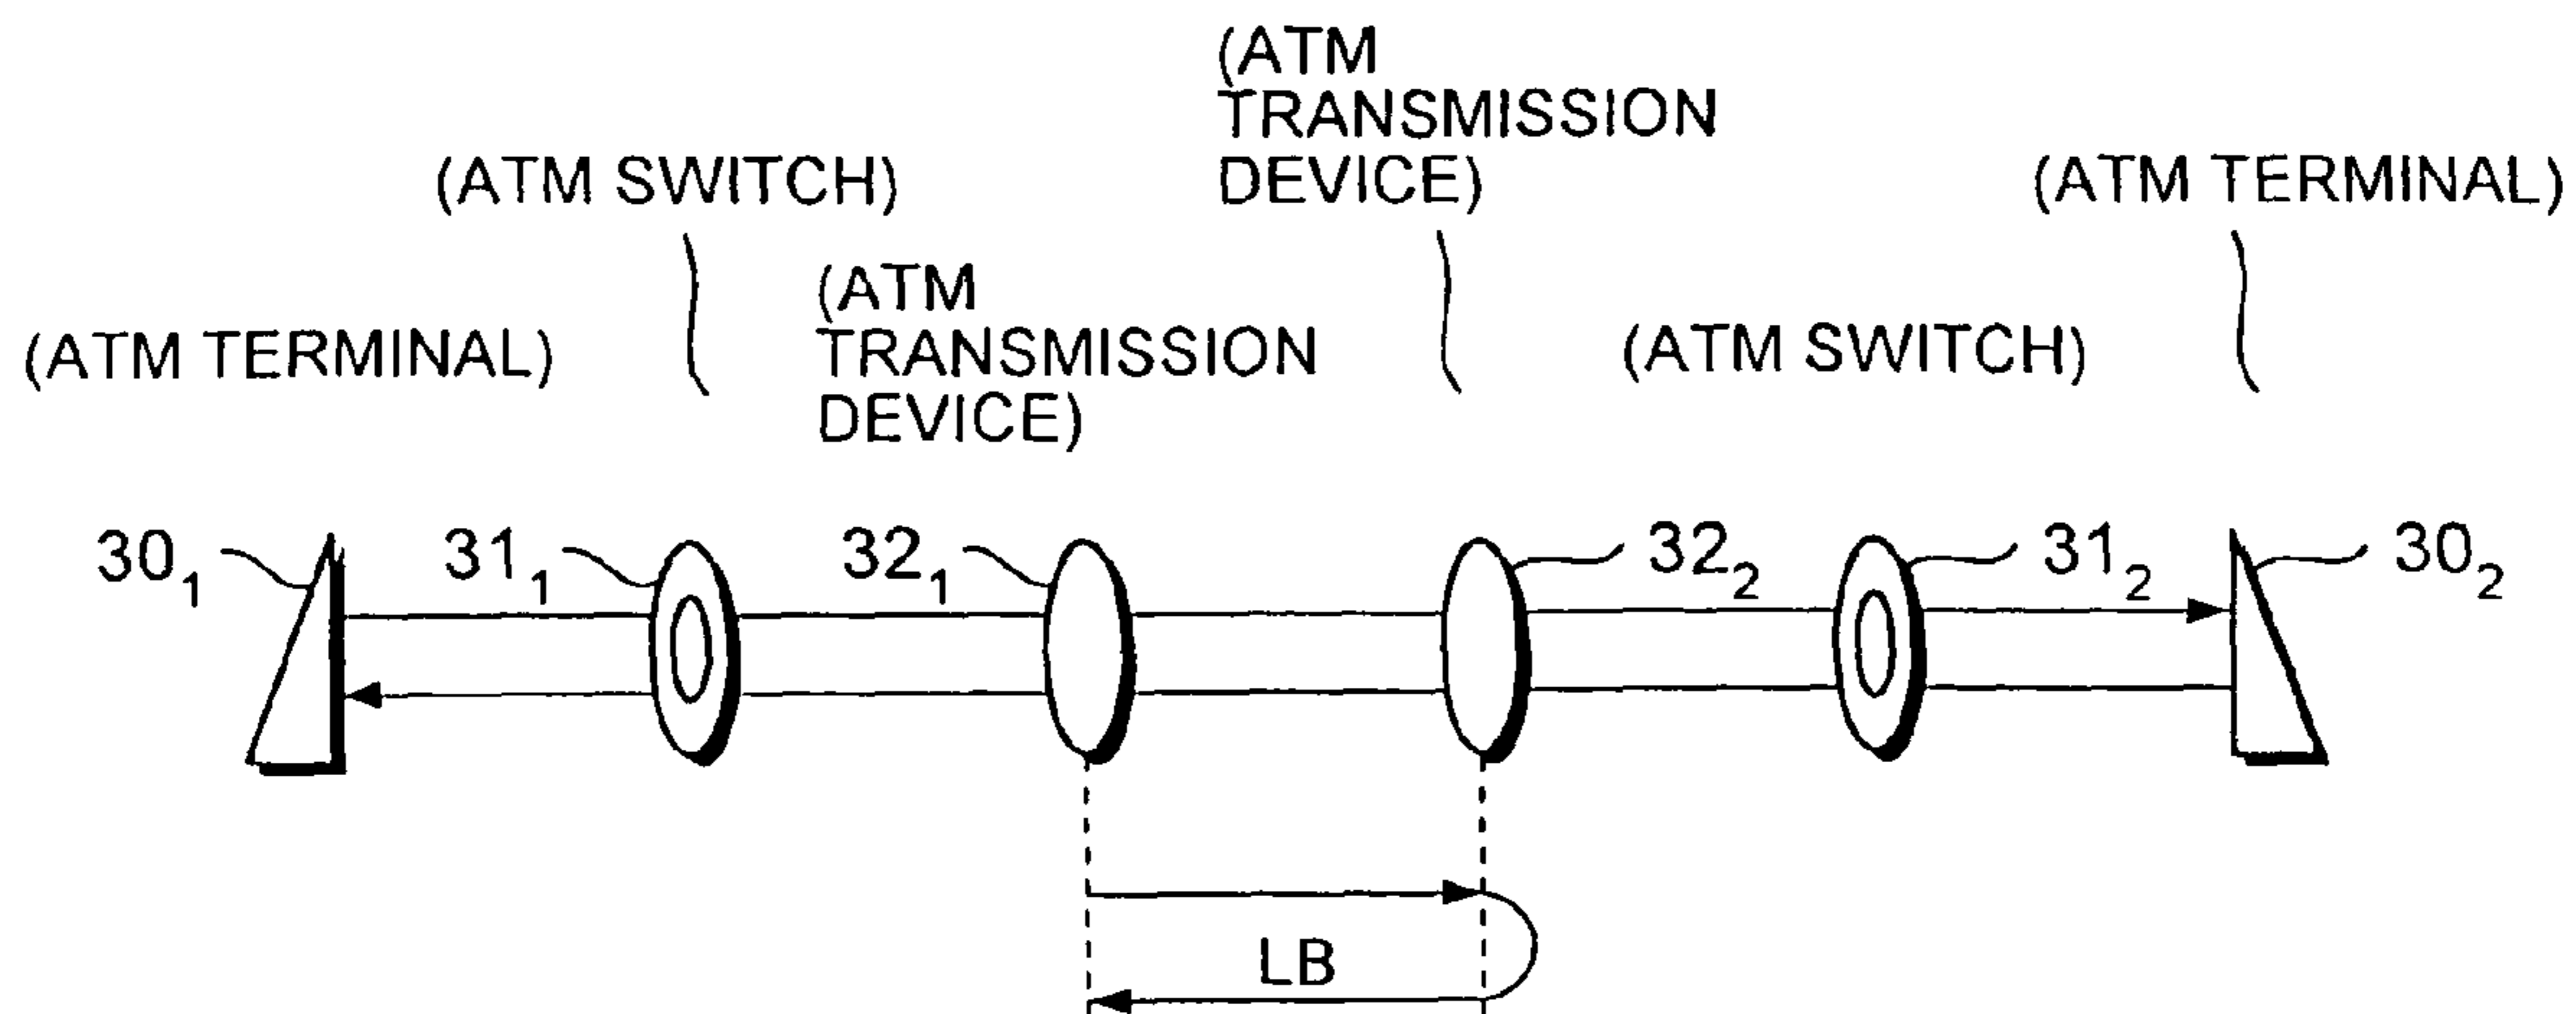 (ATM
TRANSMISSION
DEVICE)
(ATM SWITCH)
(ATM TERMINAL)
(ATM
TRANSMISSION
DEVICE)
(ATM TERMINAL)
(ATM SWITCH)
30₁ 31₁ 32₁ 32₂ 31₂ 30₂
LB